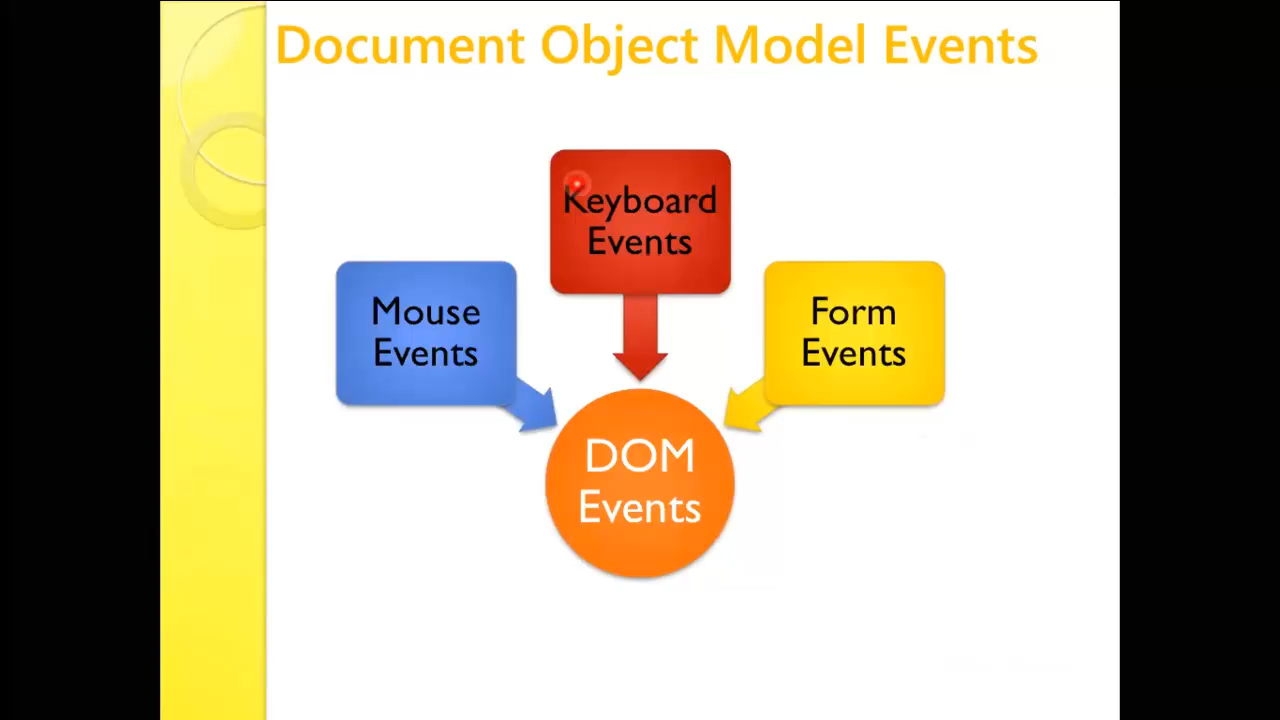 Document Object Model Events
Keyboard
Events
Mouse
Events
Form
Events
DOM
Events